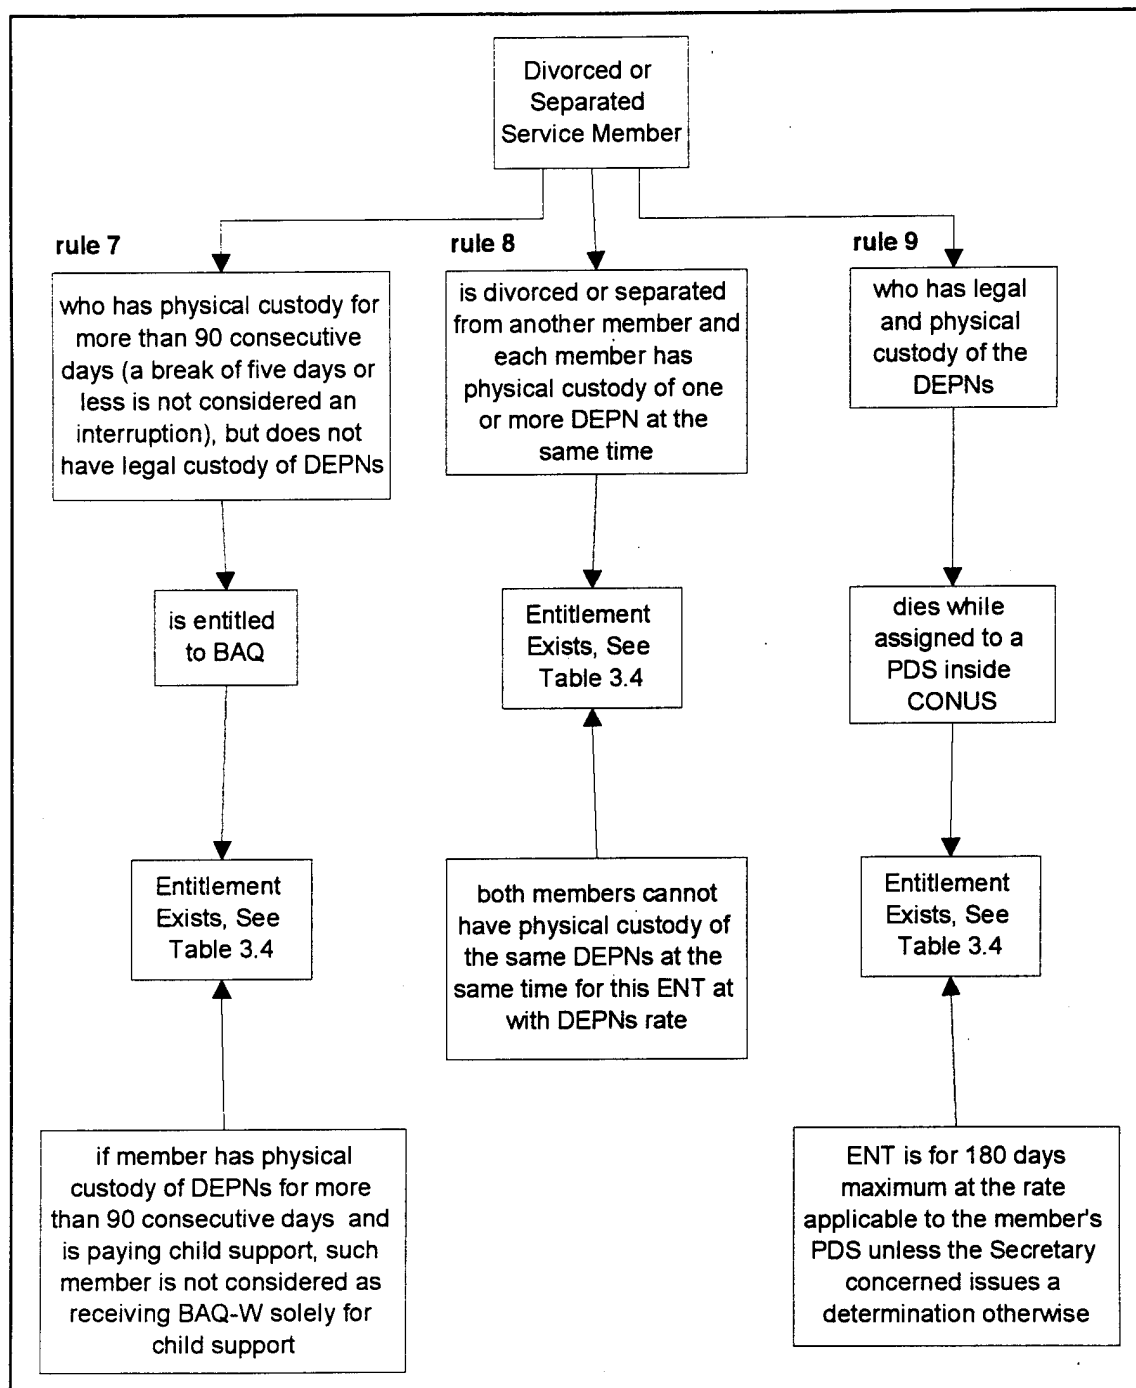 Divorced or
Separated
Service Member
rule 7
who has physical custody for
more than 90 consecutive
days (a break of five days or
less is not considered an
interruption), but does not
have legal custody of DEPNs
is entitled
to BAQ
Entitlement
Exists, See
Table 3.4
if member has physical
custody of DEPNs for more
than 90 consecutive days and
is paying child support, such
member is not considered as
receiving BAQ-W solely for
child support
rule 8
is divorced or separated
from another member and
each member has
physical custody of one
or more DEPN at the
same time
Entitlement
Exists, See
Table 3.4
both members cannot
have physical custody of
the same DEPNs at the
same time for this ENT at
with DEPNs rate
rule 9
who has legal
and physical
custody of the
DEPNs
dies while
assigned to a
PDS inside
CONUS
Entitlement
Exists, See
Table 3.4
ENT is for 180 days
maximum at the rate
applicable to the member's
PDS unless the Secretary
concerned issues a
determination otherwise